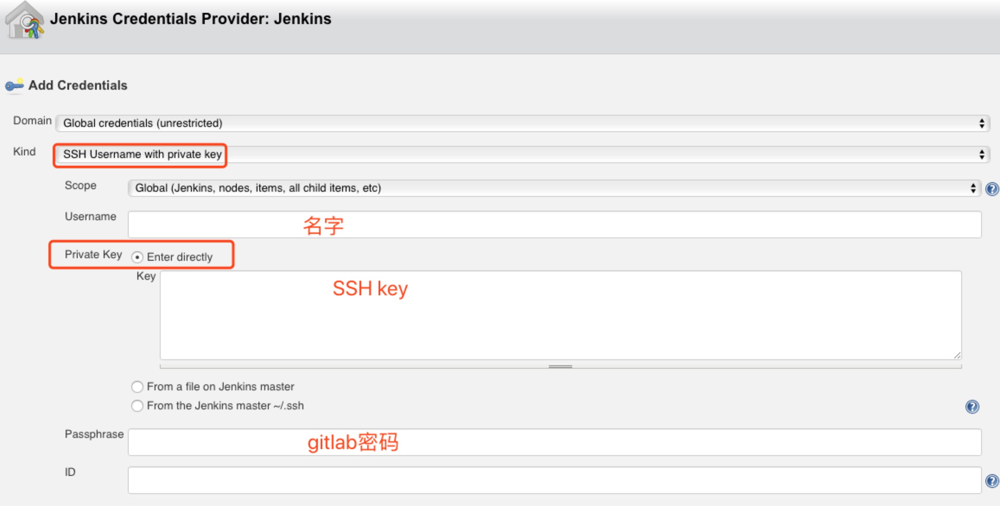 Jenkins Credentials Provider: Jenkins
Add Credentials
Domain Global credentials (unrestricted)
Kind SSH Username with private key
Scope Global (Jenkins, nodes, items, all child items, etc)
Username 名字
Private Key Enter directly
Key SSH key
From a file on Jenkins master
From the Jenkins master ~/.ssh
Passphrase gitlab密码
ID